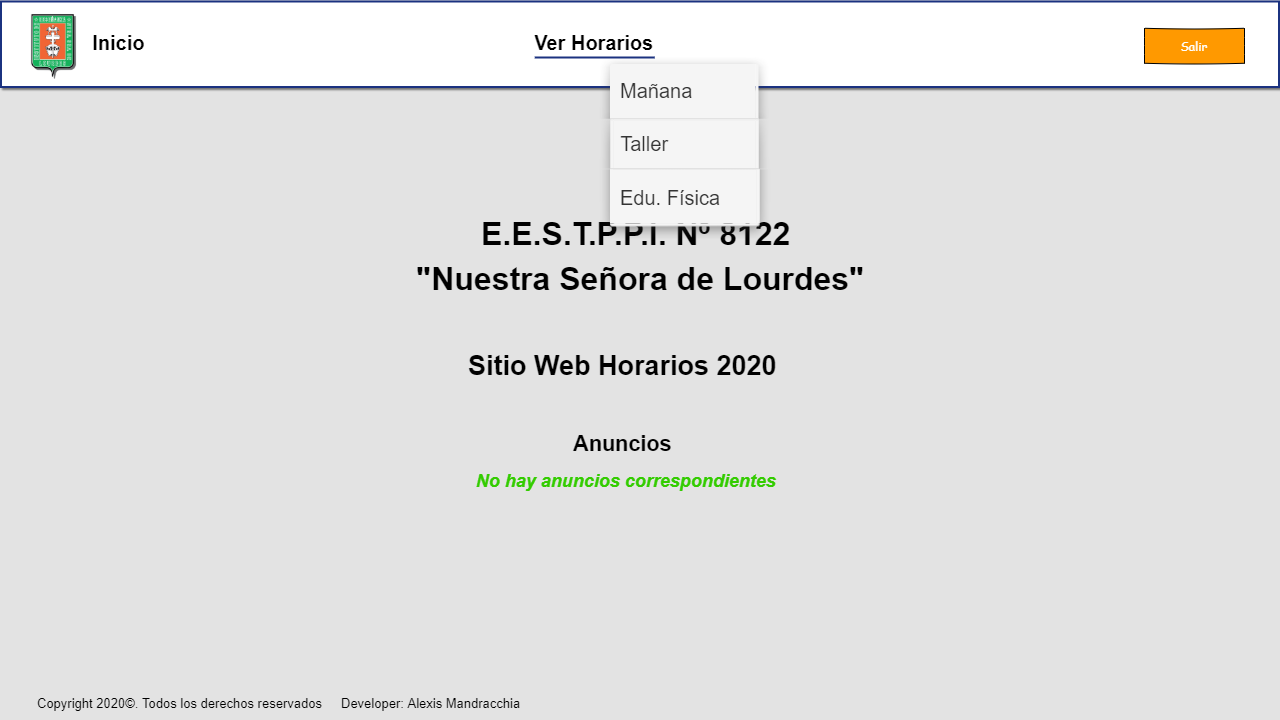 Inicio
Ver Horarios
Salir
Mañana
Taller
Edu. Física
E.E.S.T.P.P.I. Nº 8122
"Nuestra Señora de Lourdes"
Sitio Web Horarios 2020
Anuncios
No hay anuncios correspondientes
Copyright 2020©. Todos los derechos reservados Developer: Alexis Mandracchia